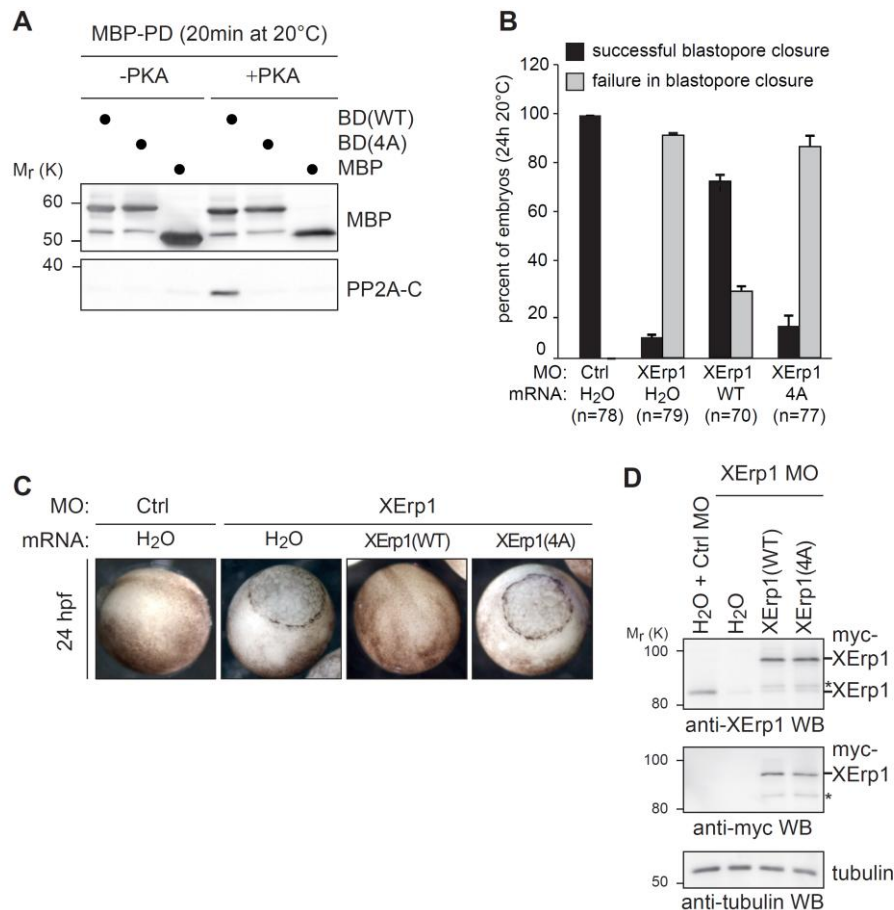 A
MBP-PD (20min at 20°C)
-PKA +PKA
BD(WT)
BD(4A)
Mr (K) MBP
60
50
MBP
40
PP2A-C
B
successful blastopore closure
failure in blastopore closure
percent of embryos (24h 20°C)
100
80
60
40
20
0
MO: Ctrl XErp1 XErp1 XErp1
mRNA: H2O H2O WT 4A
(n=78) (n=79) (n=70) (n=77)
C
MO: Ctrl XErp1
mRNA: H2O H2O XErp1(WT) XErp1(4A)
24 hpf
D
XErp1 MO
H2O + Ctrl MO
H2O
XErp1(WT)
XErp1(4A)
Mr (K)
myc-
100 XErp1
*
XErp1
80
anti-XErp1 WB
myc-
100 XErp1
*
80
anti-myc WB
tubulin
50
anti-tubulin WB